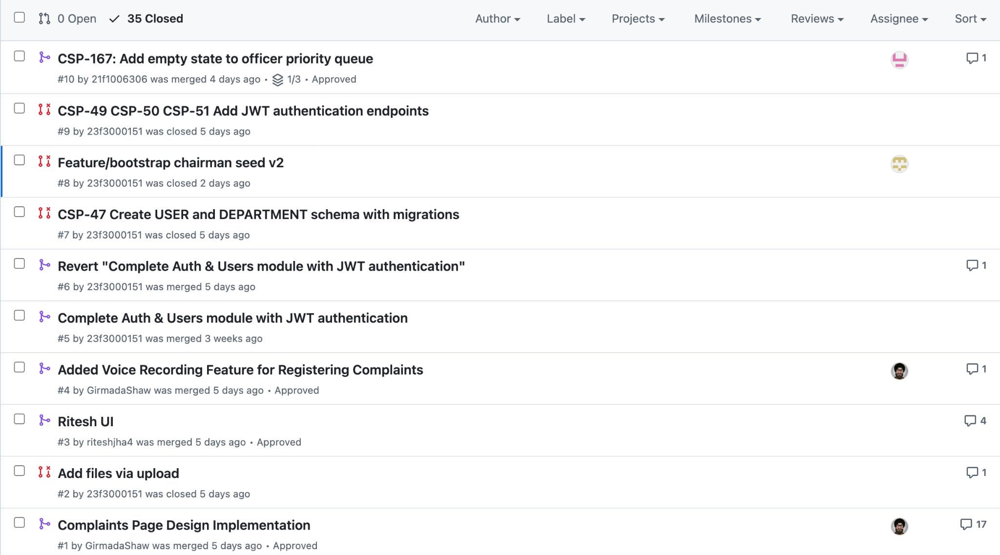 0 Open 35 Closed Author Label Projects Milestones Reviews Assignee Sort
CSP-167: Add empty state to officer priority queue 1
#10 by 21f1006306 was merged 4 days ago • 1/3 • Approved
CSP-49 CSP-50 CSP-51 Add JWT authentication endpoints
#9 by 23f3000151 was closed 5 days ago
Feature/bootstrap chairman seed v2
#8 by 23f3000151 was closed 2 days ago
CSP-47 Create USER and DEPARTMENT schema with migrations
#7 by 23f3000151 was closed 5 days ago
Revert "Complete Auth & Users module with JWT authentication" 1
#6 by 23f3000151 was merged 5 days ago
Complete Auth & Users module with JWT authentication
#5 by 23f3000151 was merged 3 weeks ago
Added Voice Recording Feature for Registering Complaints 1
#4 by GirmadaShaw was merged 5 days ago • Approved
Ritesh UI 4
#3 by riteshjha4 was merged 5 days ago • Approved
Add files via upload 1
#2 by 23f3000151 was closed 5 days ago
Complaints Page Design Implementation 17
#1 by GirmadaShaw was merged 5 days ago • Approved